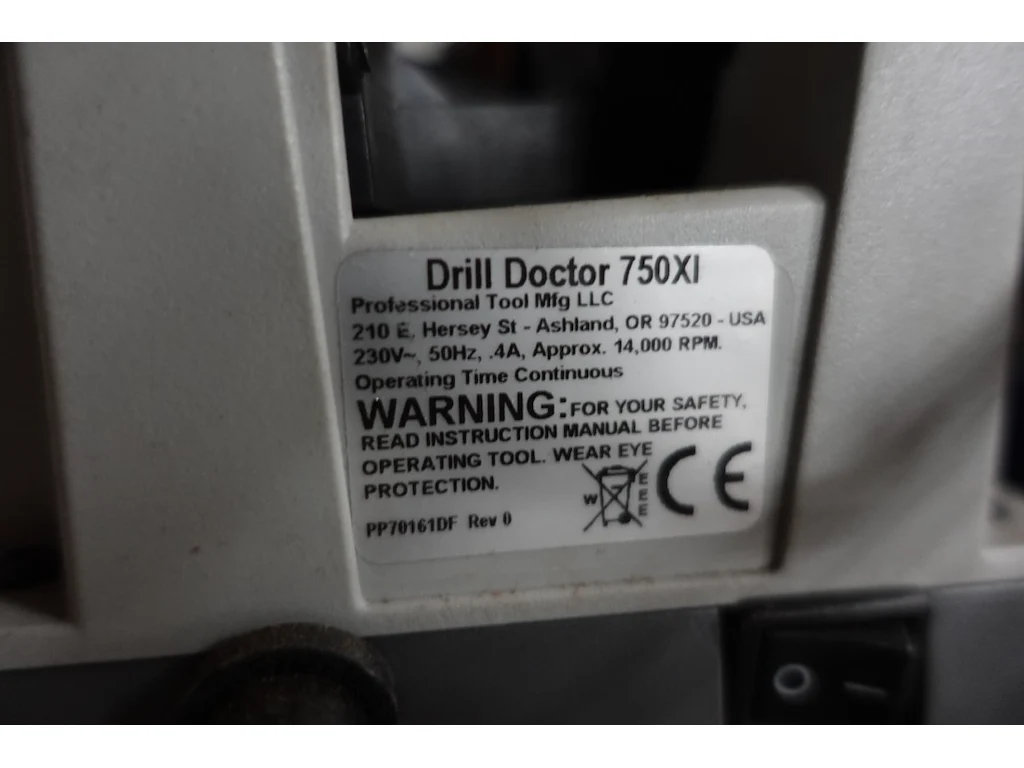 Drill Doctor 750XI
Professional Tool Mfg LLC
210 E. Hersey St - Ashland, OR 97520 - USA
230V~, 50Hz, .4A, Approx. 14,000 RPM.
Operating Time Continuous
WARNING: FOR YOUR SAFETY,
READ INSTRUCTION MANUAL BEFORE
OPERATING TOOL. WEAR EYE
PROTECTION.
W EEE CE
PP70161DF Rev 0